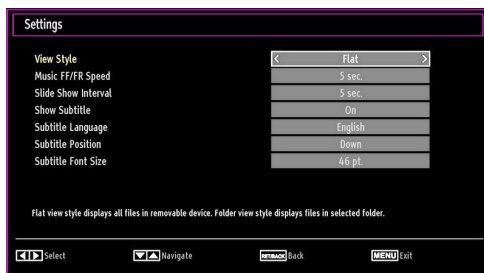 Settings
View Style < Flat >
Music FF/FR Speed 5 sec.
Slide Show Interval 5 sec.
Show Subtitle On
Subtitle Language English
Subtitle Position Down
Subtitle Font Size 46 pt.
Flat view style displays all files in removable device. Folder view style displays files in selected folder.
Select Navigate RET/BACK Back MENU Exit